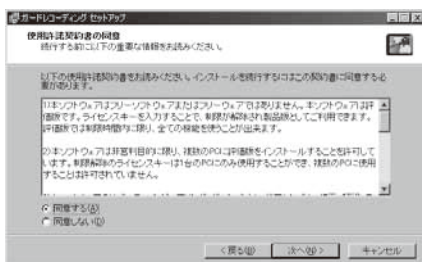 ガードレコーディング セットアップ
使用許諾契約書の同意
続行する前に以下の重要な情報をお読みください。
以下の使用許諾契約書をお読みください。インストールを続行するにはこの契約書に同意する必
要があります。
1)本ソフトウェアはフリーソフトウェアまたはフリーウェアではありません。本ソフトウェアは評
価版です。ライセンスキーを入力することで、制限が解除され製品版としてご利用できます。
評価版では制限時間内に限り、全ての機能を使うことが出来ます。
2)本ソフトウェアは非営利目的に限り、複数のPCに評価版をインストールすることを許可して
います。制限解除のライセンスキーは1台のPCにのみ使用することができ、複数のPCに使用
することは許可されていません。
同意する(A)
同意しない(D)
< 戻る(B)
次へ(N) >
キャンセル